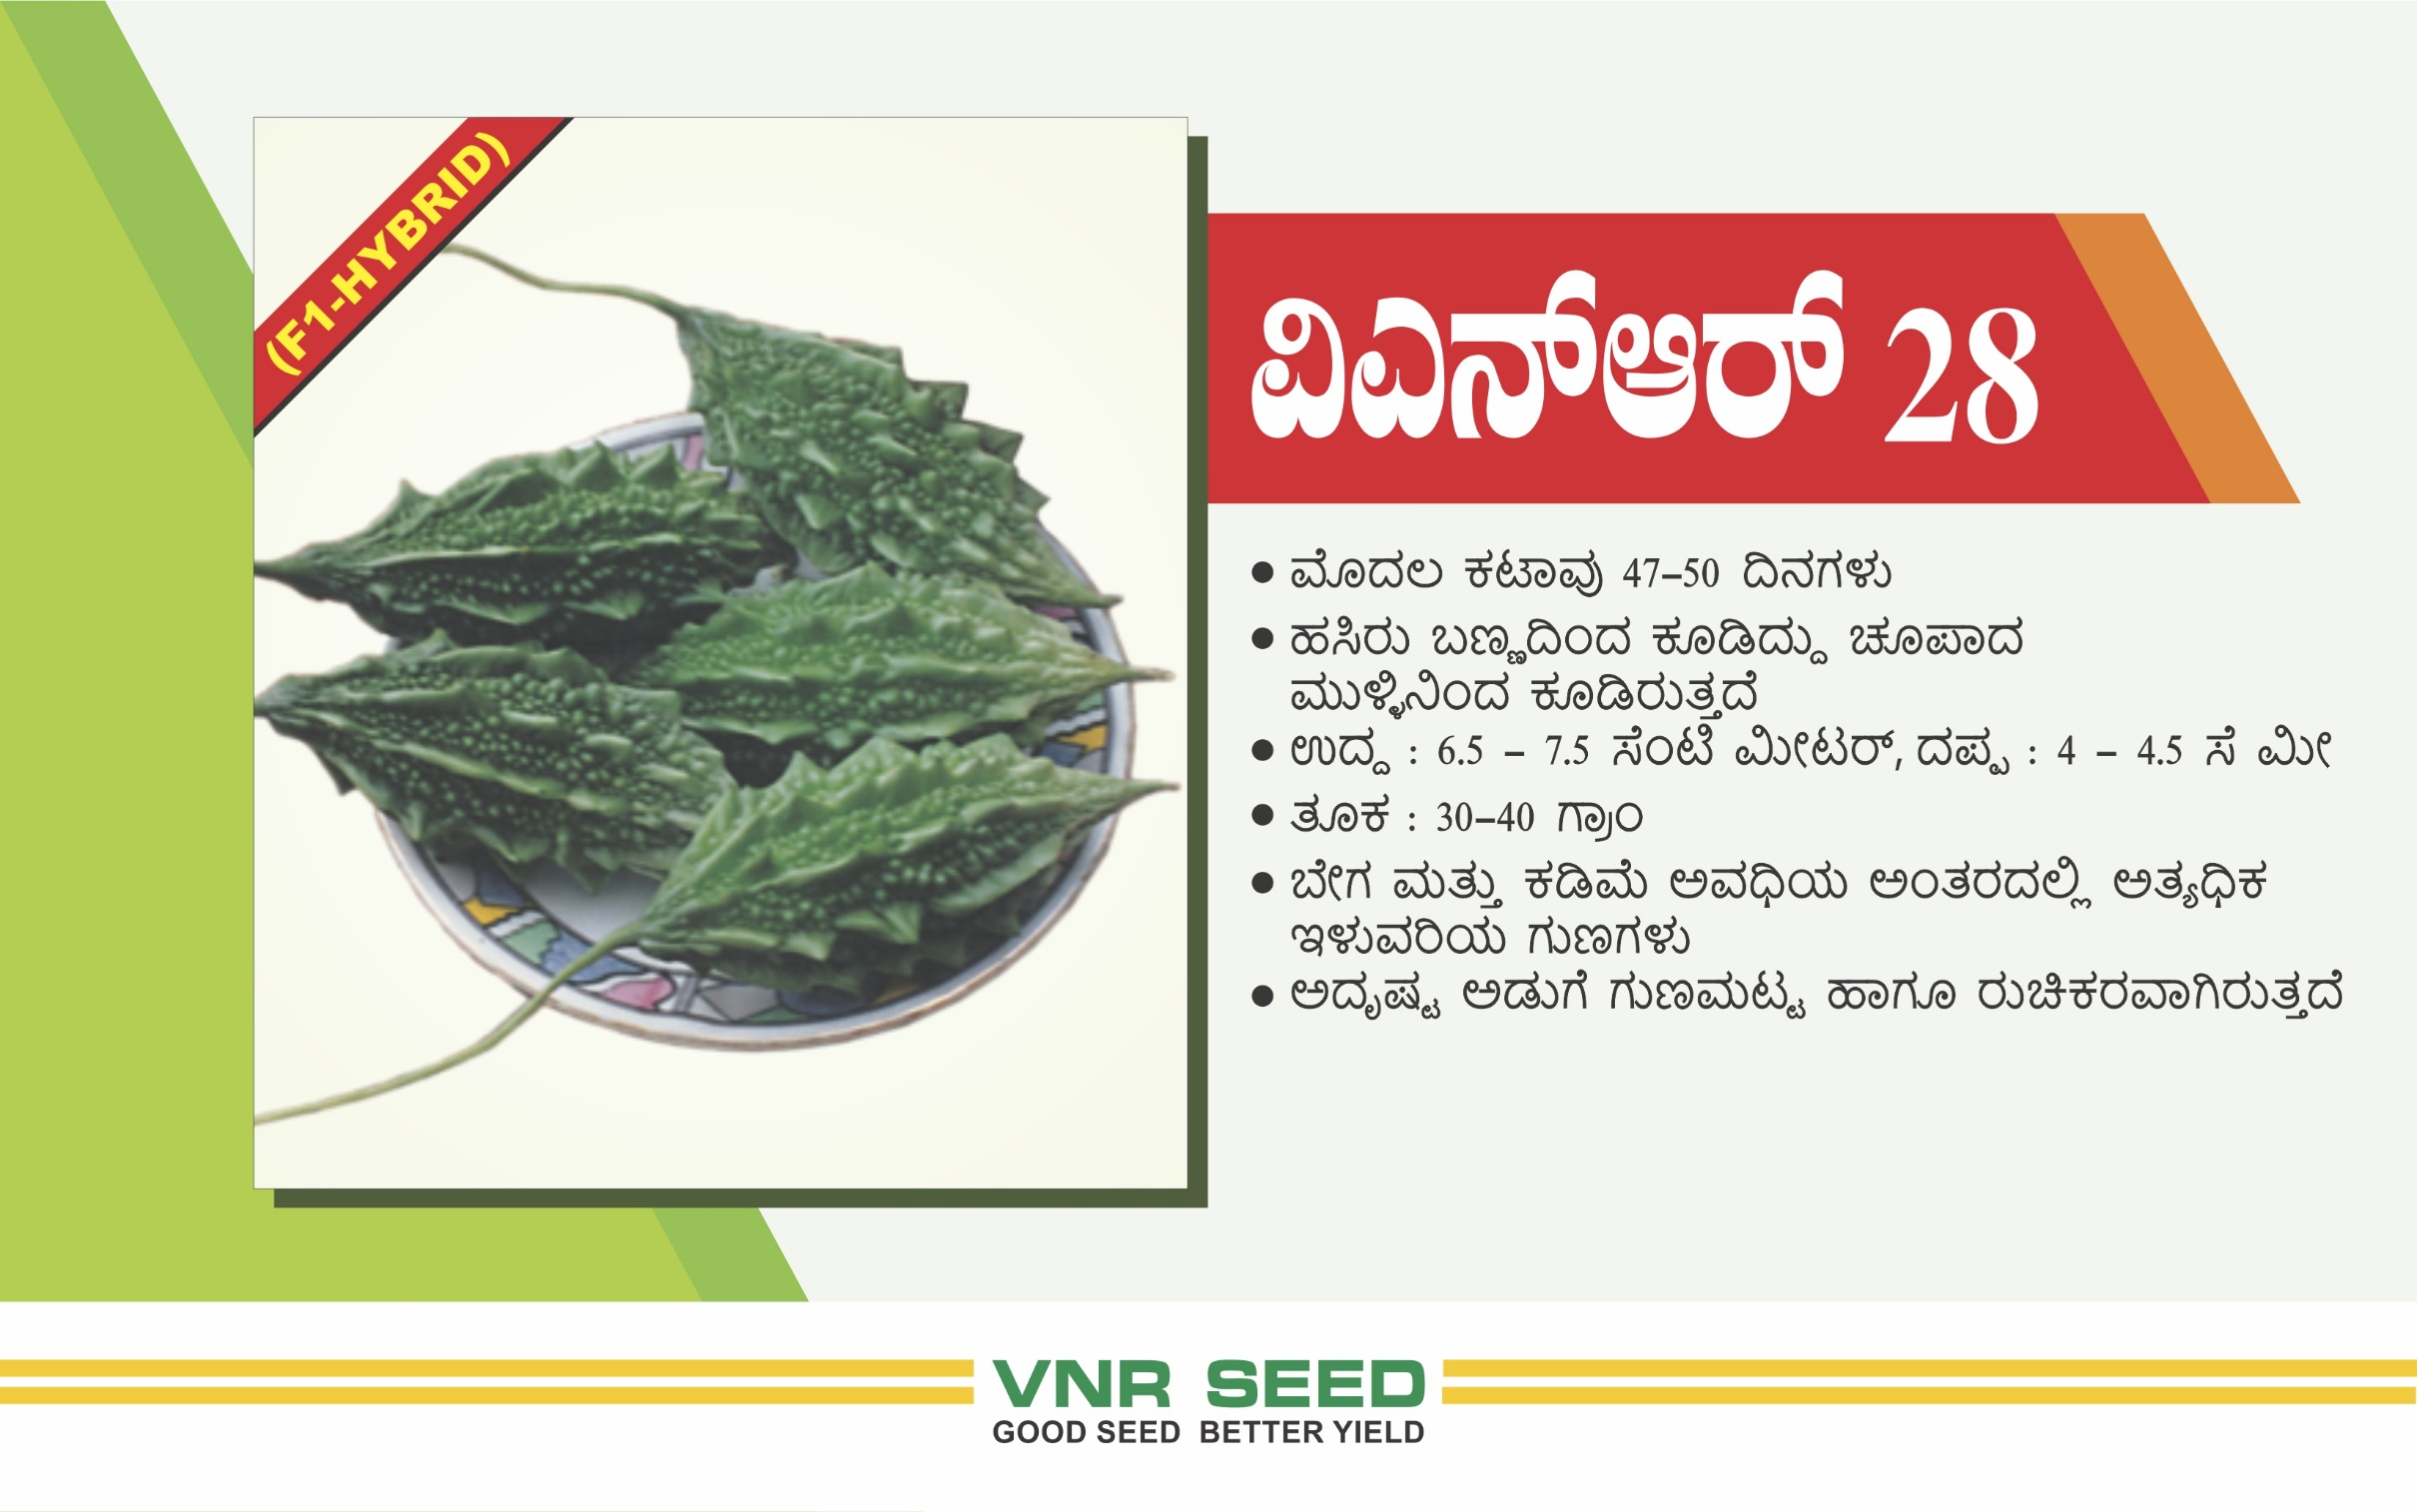 (F1-HYBRID)
ವಿಎನ್ಆರ್ 28
● ಮೊದಲ ಕಟಾವು 47-50 ದಿನಗಳು
● ಹಸಿರು ಬಣ್ಣದಿಂದ ಕೂಡಿದ್ದು ಚೂಪಾದ
ಮುಳ್ಳಿನಿಂದ ಕೂಡಿರುತ್ತದೆ
● ಉದ್ದ : 6.5 - 7.5 ಸೆಂಟಿ ಮೀಟರ್, ದಪ್ಪ : 4 - 4.5 ಸೆ ಮೀ
● ತೂಕ : 30-40 ಗ್ರಾಂ
● ಬೇಗ ಮತ್ತು ಕಡಿಮೆ ಅವಧಿಯ ಅಂತರದಲ್ಲಿ ಅತ್ಯಧಿಕ
ಇಳುವರಿಯ ಗುಣಗಳು
● ಅದೃಷ್ಟ ಅಡುಗೆ ಗುಣಮಟ್ಟ ಹಾಗೂ ರುಚಿಕರವಾಗಿರುತ್ತದೆ
VNR SEED
GOOD SEED BETTER YIELD